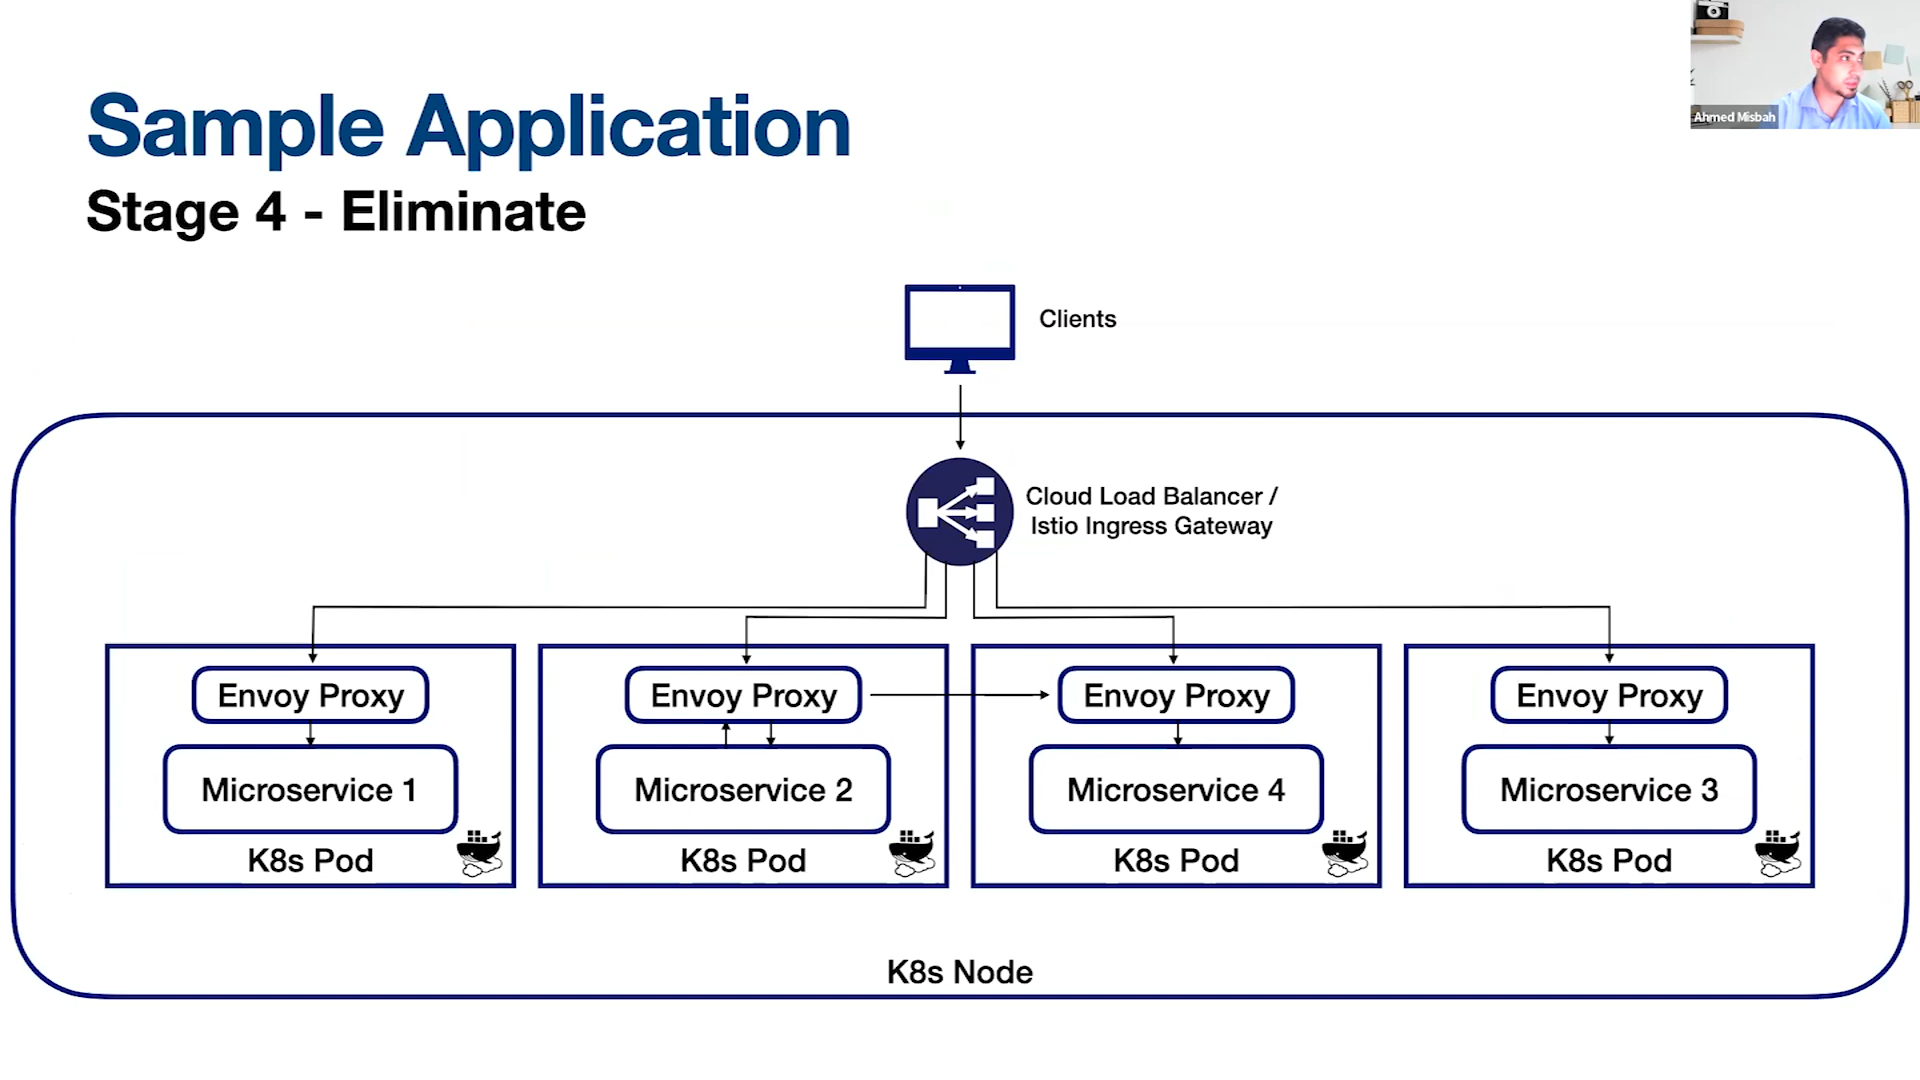 Ahmed Misbah
Sample Application
Stage 4 - Eliminate
Clients
Cloud Load Balancer /
Istio Ingress Gateway
Envoy Proxy
Envoy Proxy
Envoy Proxy
Envoy Proxy
Microservice 1
Microservice 2
Microservice 4
Microservice 3
K8s Pod
K8s Pod
K8s Pod
K8s Pod
K8s Node